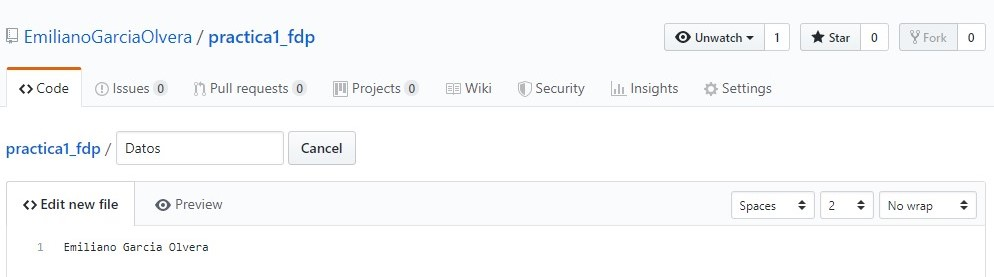 EmilianoGarciaOlvera / practica1_fdp Unwatch 1 Star 0 Fork 0
Code Issues 0 Pull requests 0 Projects 0 Wiki Security Insights Settings
practica1_fdp / Datos Cancel
Edit new file Preview Spaces 2 No wrap
1 Emiliano Garcia Olvera